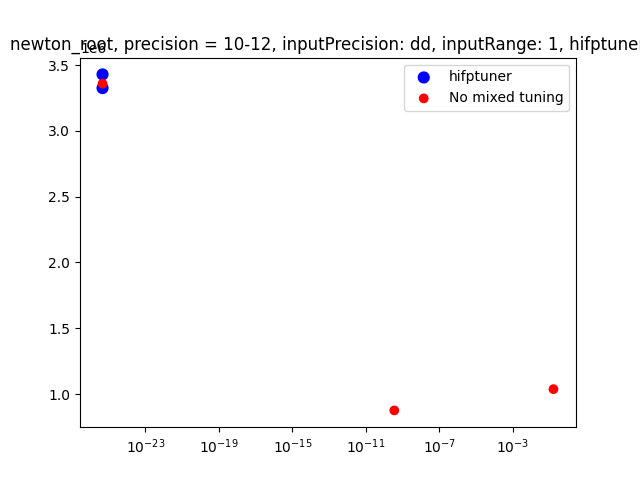 newton_root, precision = 10-12, inputPrecision: dd, inputRange: 1, hifptuner
1e6
3.5
3.0
2.5
2.0
1.5
1.0
hifptuner
No mixed tuning
10⁻²³ 10⁻¹⁹ 10⁻¹⁵ 10⁻¹¹ 10⁻⁷ 10⁻³